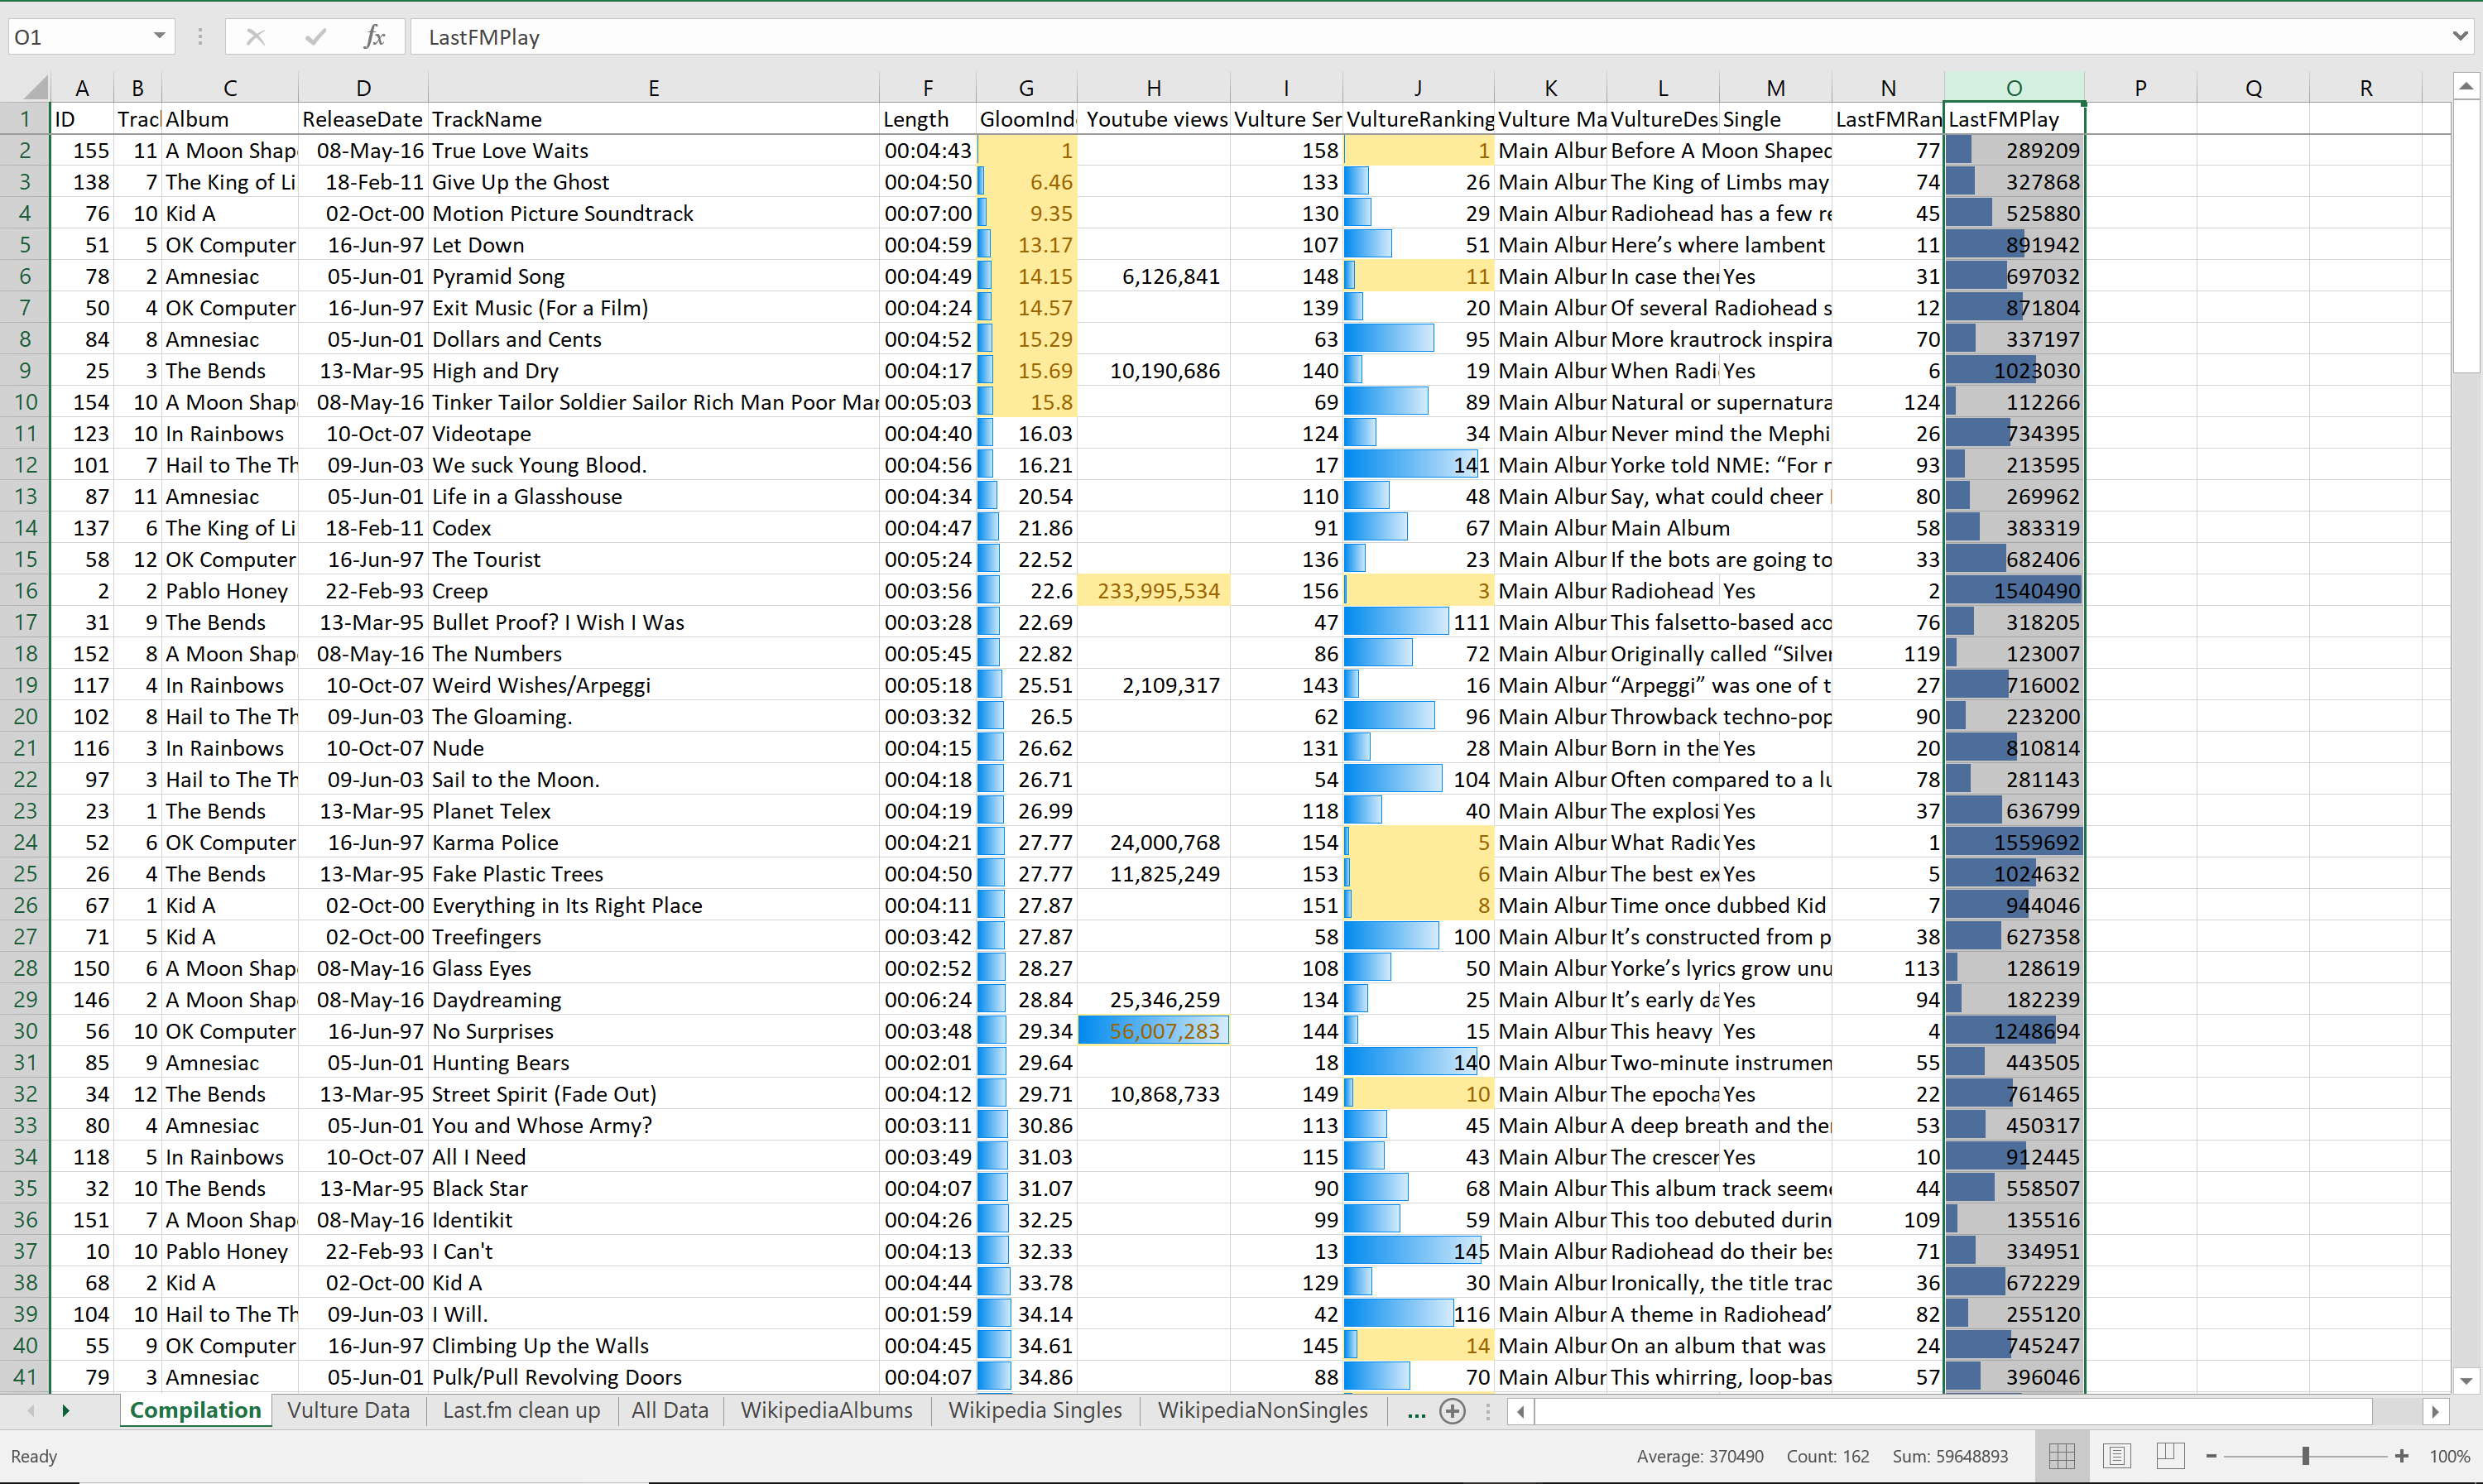 O1 fx LastFMPlay
A B C D E F G H I J K L M N O P Q R
1 ID Trac Album ReleaseDate TrackName Length GloomInd Youtube views Vulture Ser VultureRanking Vulture Ma VultureDes Single LastFMRan LastFMPlay
2 155 11 A Moon Shap 08-May-16 True Love Waits 00:04:43 1 158 1 Main Albur Before A Moon Shaped 77 289209
3 138 7 The King of Li 18-Feb-11 Give Up the Ghost 00:04:50 6.46 133 26 Main Albur The King of Limbs may 74 327868
4 76 10 Kid A 02-Oct-00 Motion Picture Soundtrack 00:07:00 9.35 130 29 Main Albur Radiohead has a few re 45 525880
5 51 5 OK Computer 16-Jun-97 Let Down 00:04:59 13.17 107 51 Main Albur Here’s where lambent 11 891942
6 78 2 Amnesiac 05-Jun-01 Pyramid Song 00:04:49 14.15 6,126,841 148 11 Main Albur In case ther Yes 31 697032
7 50 4 OK Computer 16-Jun-97 Exit Music (For a Film) 00:04:24 14.57 139 20 Main Albur Of several Radiohead s 12 871804
8 84 8 Amnesiac 05-Jun-01 Dollars and Cents 00:04:52 15.29 63 95 Main Albur More krautrock inspira 70 337197
9 25 3 The Bends 13-Mar-95 High and Dry 00:04:17 15.69 10,190,686 140 19 Main Albur When Radi Yes 6 1023030
10 154 10 A Moon Shap 08-May-16 Tinker Tailor Soldier Sailor Rich Man Poor Mar 00:05:03 15.8 69 89 Main Albur Natural or supernatura 124 112266
11 123 10 In Rainbows 10-Oct-07 Videotape 00:04:40 16.03 124 34 Main Albur Never mind the Mephi 26 734395
12 101 7 Hail to The Th 09-Jun-03 We suck Young Blood. 00:04:56 16.21 17 141 Main Albur Yorke told NME: “For r 93 213595
13 87 11 Amnesiac 05-Jun-01 Life in a Glasshouse 00:04:34 20.54 110 48 Main Albur Say, what could cheer 80 269962
14 137 6 The King of Li 18-Feb-11 Codex 00:04:47 21.86 91 67 Main Albur Main Album 58 383319
15 58 12 OK Computer 16-Jun-97 The Tourist 00:05:24 22.52 136 23 Main Albur If the bots are going to 33 682406
16 2 2 Pablo Honey 22-Feb-93 Creep 00:03:56 22.6 233,995,534 156 3 Main Albur Radiohead Yes 2 1540490
17 31 9 The Bends 13-Mar-95 Bullet Proof? I Wish I Was 00:03:28 22.69 47 111 Main Albur This falsetto-based aco 76 318205
18 152 8 A Moon Shap 08-May-16 The Numbers 00:05:45 22.82 86 72 Main Albur Originally called “Silver 119 123007
19 117 4 In Rainbows 10-Oct-07 Weird Wishes/Arpeggi 00:05:18 25.51 2,109,317 143 16 Main Albur “Arpeggi” was one of t 27 716002
20 102 8 Hail to The Th 09-Jun-03 The Gloaming. 00:03:32 26.5 62 96 Main Albur Throwback techno-pop 90 223200
21 116 3 In Rainbows 10-Oct-07 Nude 00:04:15 26.62 131 28 Main Albur Born in the Yes 20 810814
22 97 3 Hail to The Th 09-Jun-03 Sail to the Moon. 00:04:18 26.71 54 104 Main Albur Often compared to a lu 78 281143
23 23 1 The Bends 13-Mar-95 Planet Telex 00:04:19 26.99 118 40 Main Albur The explosi Yes 37 636799
24 52 6 OK Computer 16-Jun-97 Karma Police 00:04:21 27.77 24,000,768 154 5 Main Albur What Radic Yes 1 1559692
25 26 4 The Bends 13-Mar-95 Fake Plastic Trees 00:04:50 27.77 11,825,249 153 6 Main Albur The best ex Yes 5 1024632
26 67 1 Kid A 02-Oct-00 Everything in Its Right Place 00:04:11 27.87 151 8 Main Albur Time once dubbed Kid 7 944046
27 71 5 Kid A 02-Oct-00 Treefingers 00:03:42 27.87 58 100 Main Albur It’s constructed from p 38 627358
28 150 6 A Moon Shap 08-May-16 Glass Eyes 00:02:52 28.27 108 50 Main Albur Yorke’s lyrics grow unu 113 128619
29 146 2 A Moon Shap 08-May-16 Daydreaming 00:06:24 28.84 25,346,259 134 25 Main Albur It’s early da Yes 94 182239
30 56 10 OK Computer 16-Jun-97 No Surprises 00:03:48 29.34 56,007,283 144 15 Main Albur This heavy Yes 4 1248694
31 85 9 Amnesiac 05-Jun-01 Hunting Bears 00:02:01 29.64 18 140 Main Albur Two-minute instrumen 55 443505
32 34 12 The Bends 13-Mar-95 Street Spirit (Fade Out) 00:04:12 29.71 10,868,733 149 10 Main Albur The epocha Yes 22 761465
33 80 4 Amnesiac 05-Jun-01 You and Whose Army? 00:03:11 30.86 113 45 Main Albur A deep breath and the 53 450317
34 118 5 In Rainbows 10-Oct-07 All I Need 00:03:49 31.03 115 43 Main Albur The crescer Yes 10 912445
35 32 10 The Bends 13-Mar-95 Black Star 00:04:07 31.07 90 68 Main Albur This album track seeme 44 558507
36 151 7 A Moon Shap 08-May-16 Identikit 00:04:26 32.25 99 59 Main Albur This too debuted durin 109 135516
37 10 10 Pablo Honey 22-Feb-93 I Can't 00:04:13 32.33 13 145 Main Albur Radiohead do their bes 71 334951
38 68 2 Kid A 02-Oct-00 Kid A 00:04:44 33.78 129 30 Main Albur Ironically, the title trac 36 672229
39 104 10 Hail to The Th 09-Jun-03 I Will. 00:01:59 34.14 42 116 Main Albur A theme in Radiohead’ 82 255120
40 55 9 OK Computer 16-Jun-97 Climbing Up the Walls 00:04:45 34.61 145 14 Main Albur On an album that was 24 745247
41 79 3 Amnesiac 05-Jun-01 Pulk/Pull Revolving Doors 00:04:07 34.86 88 70 Main Albur This whirring, loop-bas 57 396046
Compilation Vulture Data Last.fm clean up All Data WikipediaAlbums Wikipedia Singles WikipediaNonSingles ...
Ready Average: 370490 Count: 162 Sum: 59648893 100%